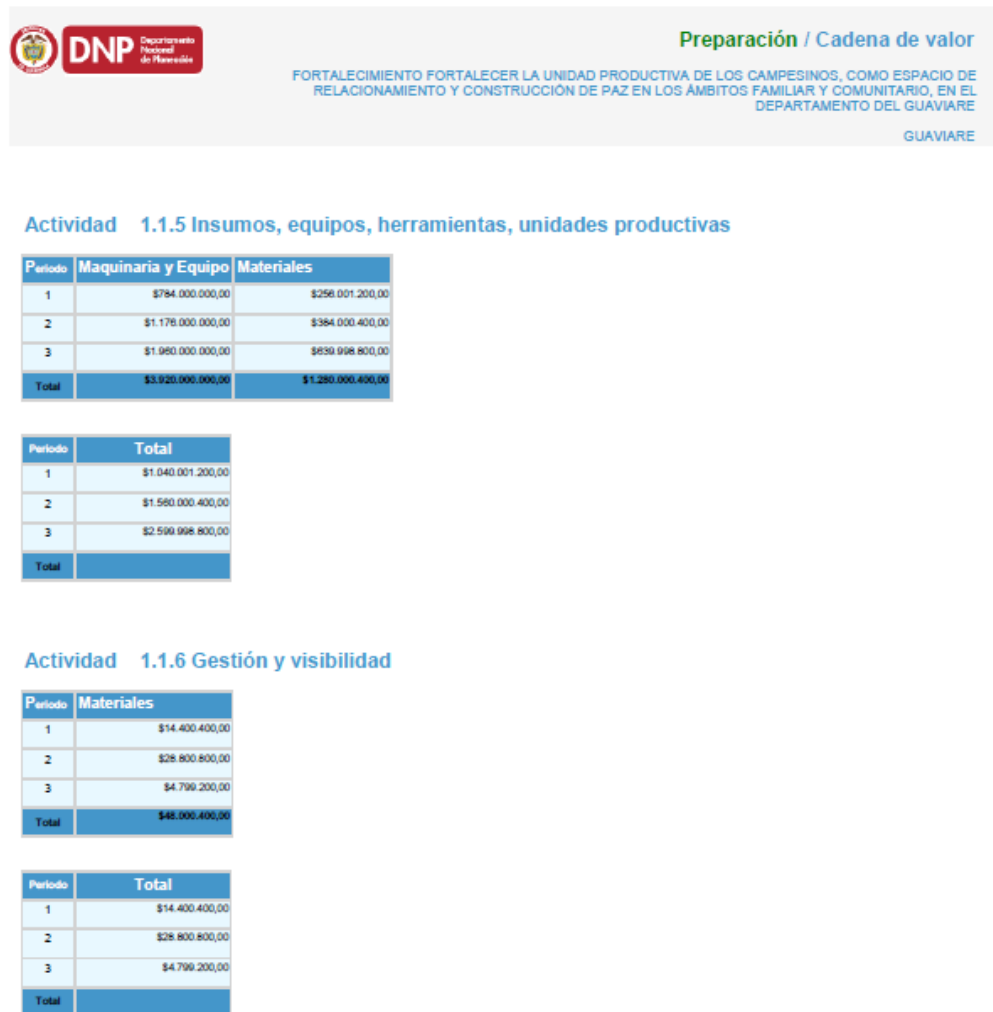 DNP Departamento
Nacional
de Planeación
Preparación / Cadena de valor
FORTALECIMIENTO FORTALECER LA UNIDAD PRODUCTIVA DE LOS CAMPESINOS, COMO ESPACIO DE
RELACIONAMIENTO Y CONSTRUCCIÓN DE PAZ EN LOS ÁMBITOS FAMILIAR Y COMUNITARIO, EN EL
DEPARTAMENTO DEL GUAVIARE
GUAVIARE
Actividad 1.1.5 Insumos, equipos, herramientas, unidades productivas
Periodo Maquinaria y Equipo Materiales
1 $784.000.000,00 $256.001.200,00
2 $1.176.000.000,00 $384.000.400,00
3 $1.960.000.000,00 $639.998.800,00
Total $3.920.000.000,00 $1.280.000.400,00
Periodo Total
1 $1.040.001.200,00
2 $1.560.000.400,00
3 $2.599.998.800,00
Total
Actividad 1.1.6 Gestión y visibilidad
Periodo Materiales
1 $14.400.400,00
2 $28.800.800,00
3 $4.799.200,00
Total $48.000.400,00
Periodo Total
1 $14.400.400,00
2 $28.800.800,00
3 $4.799.200,00
Total